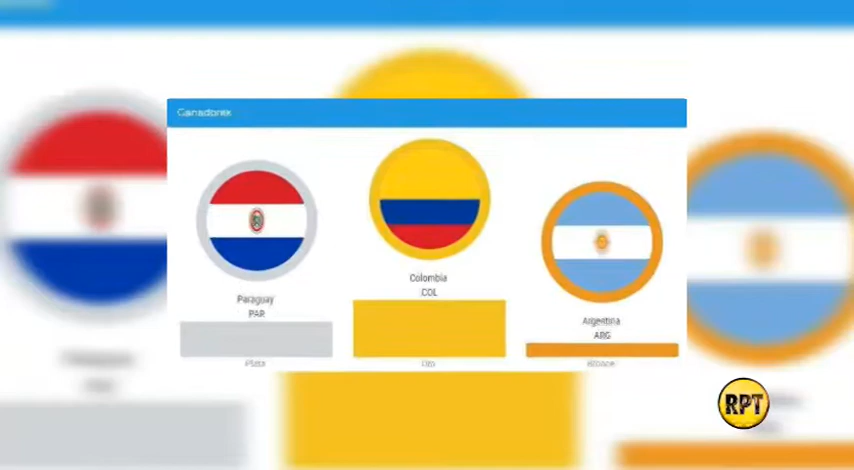 Ganadores
Colombia
COL
Paraguay
PAR
Argentina
ARG
Plata
Oro
Bronce
RPT